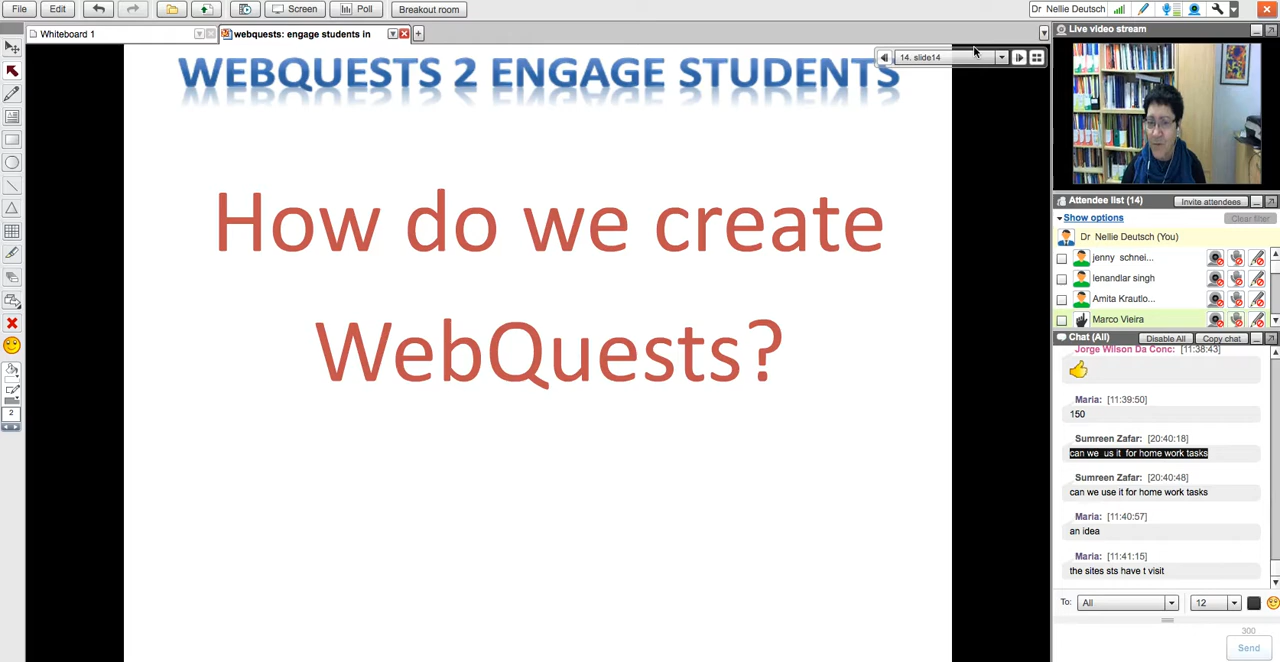 File Edit Screen Poll Breakout room Dr Nellie Deutsch
Whiteboard 1 webquests: engage students in
14. slide14
WEBQUESTS 2 ENGAGE STUDENTS
How do we create
WebQuests?
2
Live video stream
Attendee list (14) Invite attendees
Show options Clear filter
Dr Nellie Deutsch (You)
jenny schnei...
lenandlar singh
Amita Krautlo...
Marco Vieira
Chat (All) Disable All Copy chat
Jorge Wilson Da Conc: [11:38:43]
Maria: [11:39:50]
150
Sumreen Zafar: [20:40:18]
can we us it for home work tasks
Sumreen Zafar: [20:40:48]
can we use it for home work tasks
Maria: [11:40:57]
an idea
Maria: [11:41:15]
the sites sts have t visit
To: All 12
300
Send